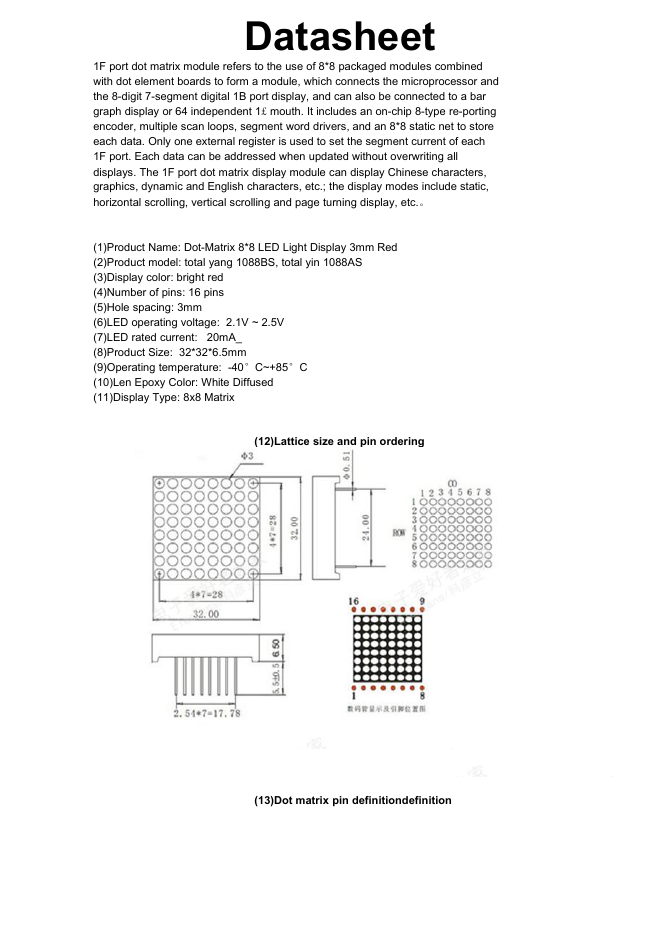 Datasheet
1F port dot matrix module refers to the use of 8*8 packaged modules combined
with dot element boards to form a module, which connects the microprocessor and
the 8-digit 7-segment digital 1B port display, and can also be connected to a bar
graph display or 64 independent 1£ mouth. It includes an on-chip 8-type re-porting
encoder, multiple scan loops, segment word drivers, and an 8*8 static net to store
each data. Only one external register is used to set the segment current of each
1F port. Each data can be addressed when updated without overwriting all
displays. The 1F port dot matrix display module can display Chinese characters,
graphics, dynamic and English characters, etc.; the display modes include static,
horizontal scrolling, vertical scrolling and page turning display, etc.。
(1)Product Name: Dot-Matrix 8*8 LED Light Display 3mm Red
(2)Product model: total yang 1088BS, total yin 1088AS
(3)Display color: bright red
(4)Number of pins: 16 pins
(5)Hole spacing: 3mm
(6)LED operating voltage: 2.1V ~ 2.5V
(7)LED rated current: 20mA_
(8)Product Size: 32*32*6.5mm
(9)Operating temperature: -40°C~+85°C
(10)Len Epoxy Color: White Diffused
(11)Display Type: 8x8 Matrix
(12)Lattice size and pin ordering
Φ3
4*7=28
32.00
4*7=28
32.00
Φ0.51
24.00
1 2 3 4 5 6 7 8
ROW
1
2
3
4
5
6
7
8
6.50
5.5±0.5
2.54*7=17.78
16 9
1 8
数码管显示及引脚位置图
(13)Dot matrix pin definitiondefinition